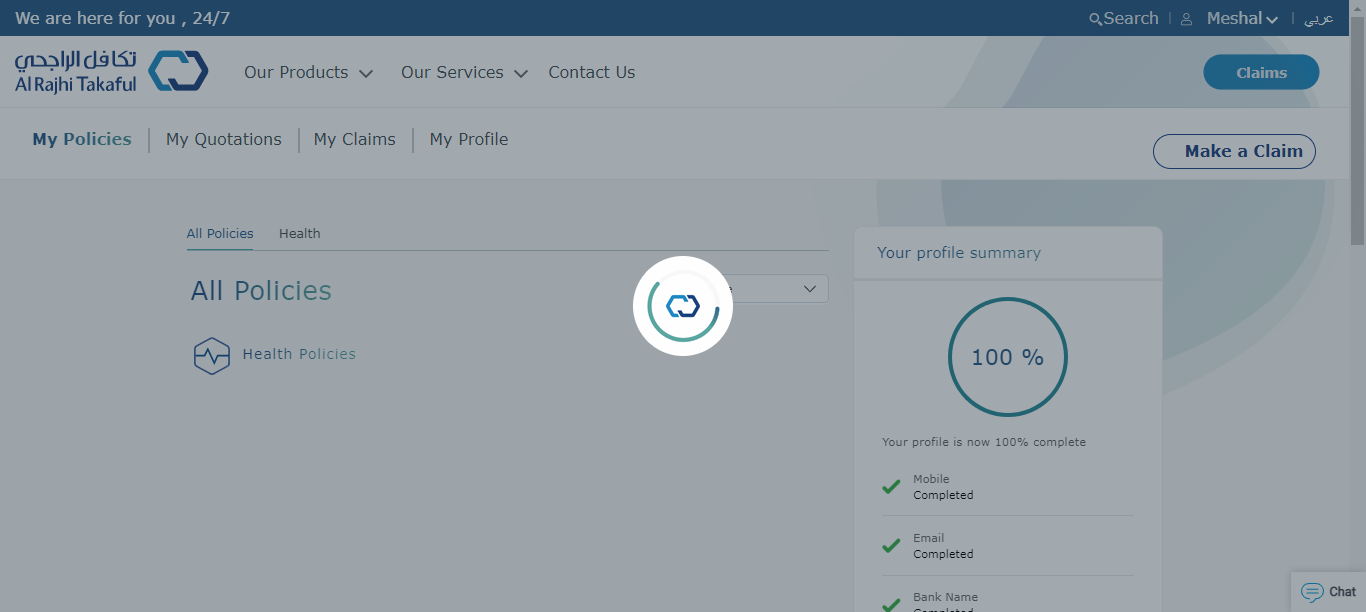 We are here for you , 24/7
Search
Meshal
عربي
تكافل الراجحي
Al Rajhi Takaful
Our Products
Our Services
Contact Us
Claims
My Policies
My Quotations
My Claims
My Profile
Make a Claim
All Policies
Health
All Policies
Health Policies
Your profile summary
100 %
Your profile is now 100% complete
Mobile
Completed
Email
Completed
Bank Name
Completed
Chat